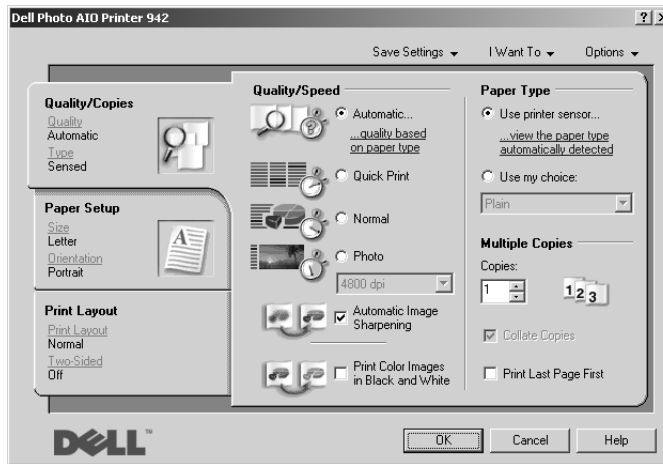 Dell Photo AIO Printer 942
? x
Save Settings
I Want To
Options
Quality/Copies
Quality
Automatic
Type
Sensed
Paper Setup
Size
Letter
Orientation
Portrait
Print Layout
Print Layout
Normal
Two-Sided
Off
Quality/Speed
Automatic...
...quality based
on paper type
Quick Print
Normal
Photo
4800 dpi
Automatic Image
Sharpening
Print Color Images
in Black and White
Paper Type
Use printer sensor...
...view the paper type
automatically detected
Use my choice:
Plain
Multiple Copies
Copies:
1
1 2 3
Collate Copies
Print Last Page First
A
DELL™
OK
Cancel
Help